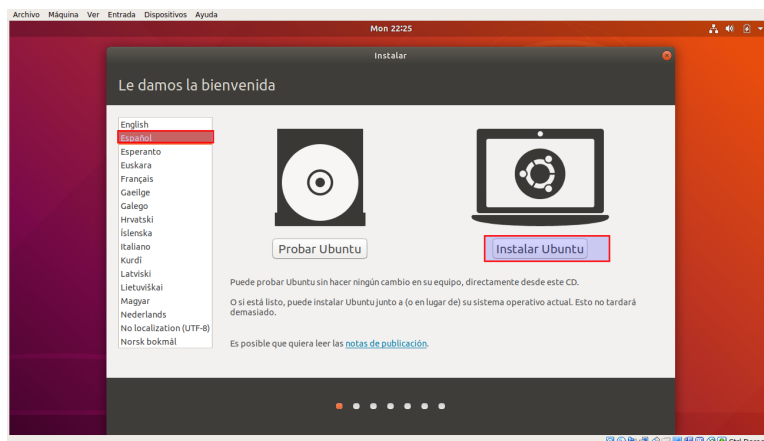 Archivo Máquina Ver Entrada Dispositivos Ayuda
Mon 22:25
Instalar
Le damos la bienvenida
English
Español
Esperanto
Euskara
Français
Gaeilge
Galego
Hrvatski
Íslenska
Italiano
Kurdî
Latviski
Lietuviškai
Magyar
Nederlands
No localization (UTF-8)
Norsk bokmål
Probar Ubuntu
Instalar Ubuntu
Puede probar Ubuntu sin hacer ningún cambio en su equipo, directamente desde este CD.
O si está listo, puede instalar Ubuntu junto a (o en lugar de) su sistema operativo actual. Esto no tardará
demasiado.
Es posible que quiera leer las notas de publicación.